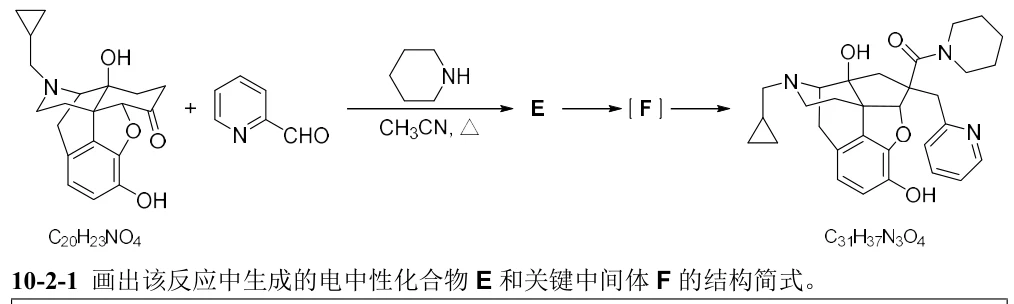 OH
N
O
O
OH
C20H23NO4
+
N
CHO
NH
CH3CN, △
E
[ F ]
O
N
OH
N
O
N
OH
C31H37N3O4
10-2-1 画出该反应中生成的电中性化合物 E 和关键中间体 F 的结构简式。